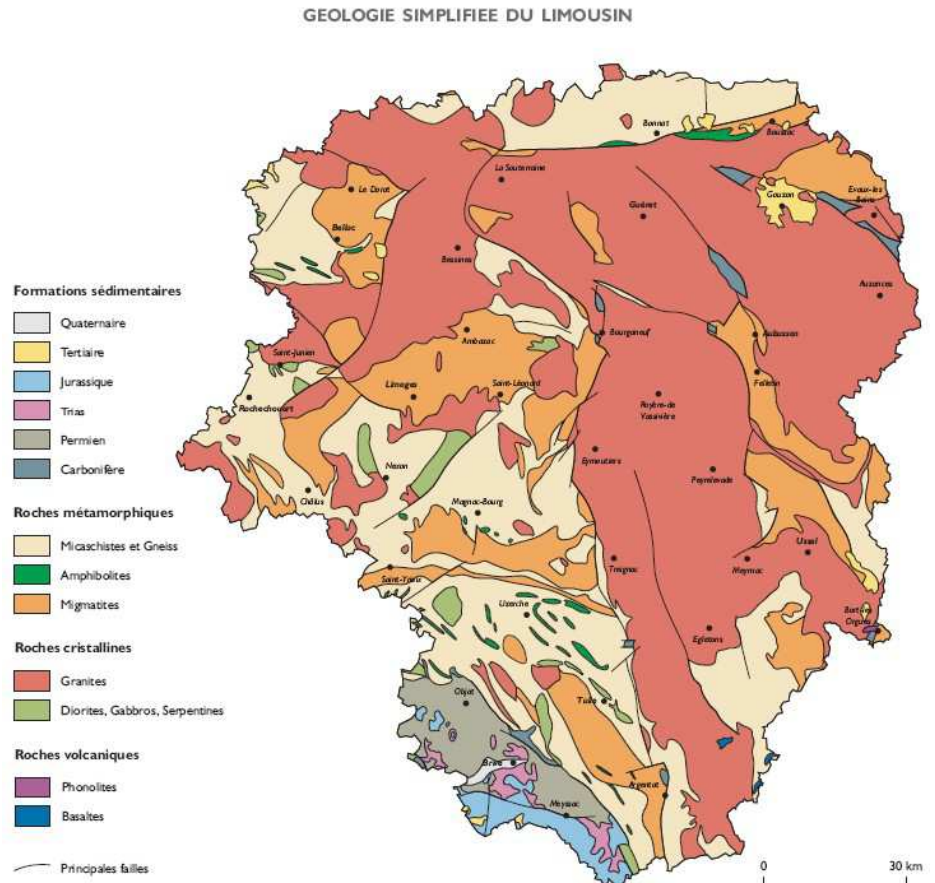 GEOLOGIE SIMPLIFIEE DU LIMOUSIN
Bonnat
Boussac
La Souterraine
Le Dorat
Guéret
Gouzon
Evaux-les
Bains
Bellac
Bessines
Auzances
Formations sédimentaires
Quaternaire
Tertiaire
Jurassique
Trias
Permien
Carbonifère
Roches métamorphiques
Micaschistes et Gneiss
Amphibolites
Migmatites
Roches cristallines
Granites
Diorites, Gabbros, Serpentines
Roches volcaniques
Phonolites
Basaltes
Principales failles
Ambazac
Bourganeuf
Aubusson
Saint-Junien
Felletin
Limoges
Saint-Léonard
Rochechouart
Royère-de
Vassivière
Eymoutiers
Nexon
Peyrelevade
Châlus
Magnac-Bourg
Ussel
Treignac
Meymac
Saint-Yrieix
Uzerche
Bort-les
Orgues
Egletons
Objat
Tulle
Brive
Argentat
Meyssac
0
30 km